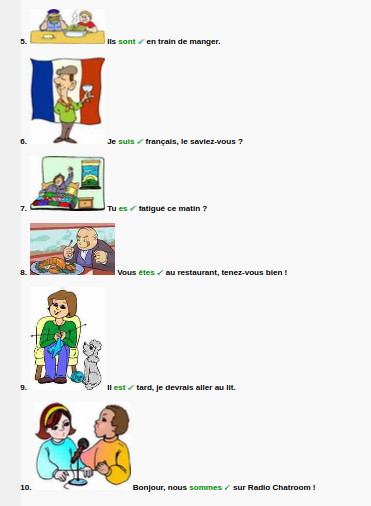 5. Ils sont ✓ en train de manger.
6. Je suis ✓ français, le saviez-vous ?
7. Tu es ✓ fatigué ce matin ?
8. Vous êtes ✓ au restaurant, tenez-vous bien !
9. Il est ✓ tard, je devrais aller au lit.
10. Bonjour, nous sommes ✓ sur Radio Chatroom !